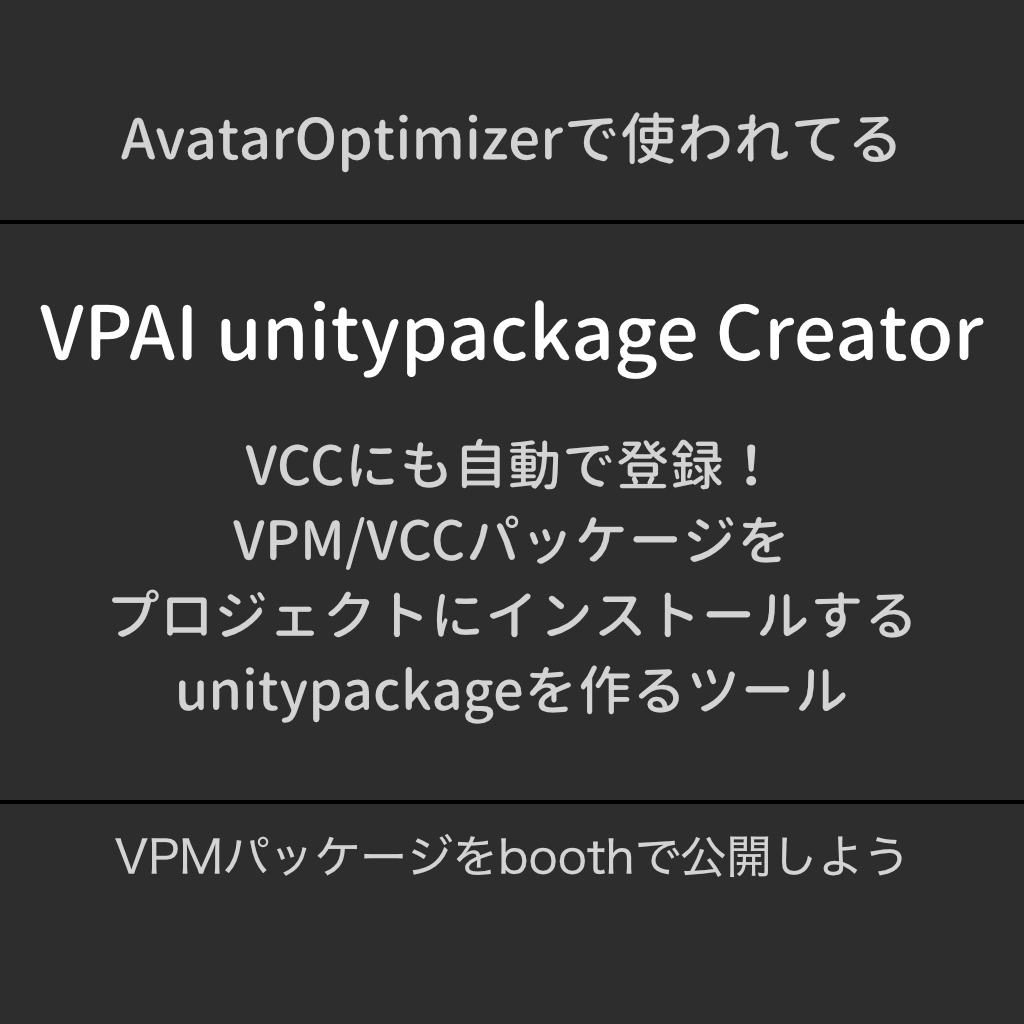 AvatarOptimizerで使われてる
VPAI unitypackage Creator
VCCにも自動で登録！
VPM/VCCパッケージを
プロジェクトにインストールする
unitypackageを作るツール
VPMパッケージをboothで公開しよう